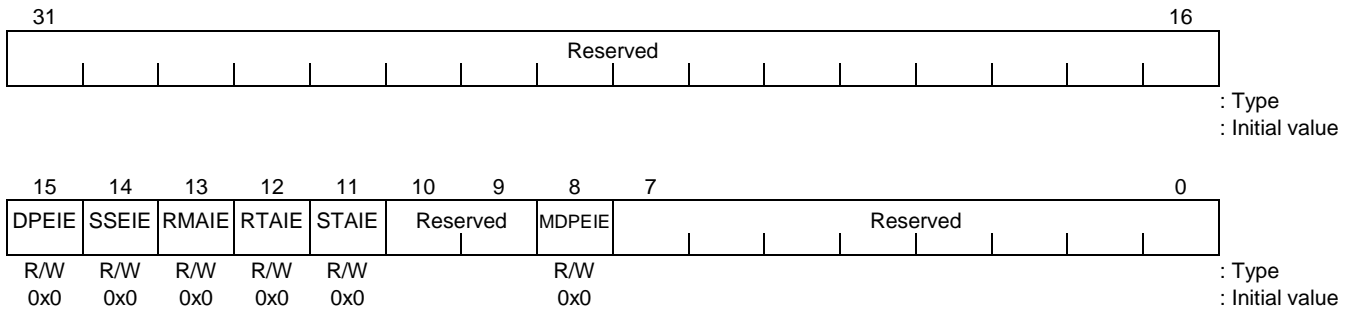 31 16
Reserved
: Type
: Initial value
15 14 13 12 11 10 9 8 7 0
DPEIE SSEIE RMAIE RTAIE STAIE Reserved MDPEIE Reserved
R/W R/W R/W R/W R/W R/W : Type
0x0 0x0 0x0 0x0 0x0 0x0 : Initial value